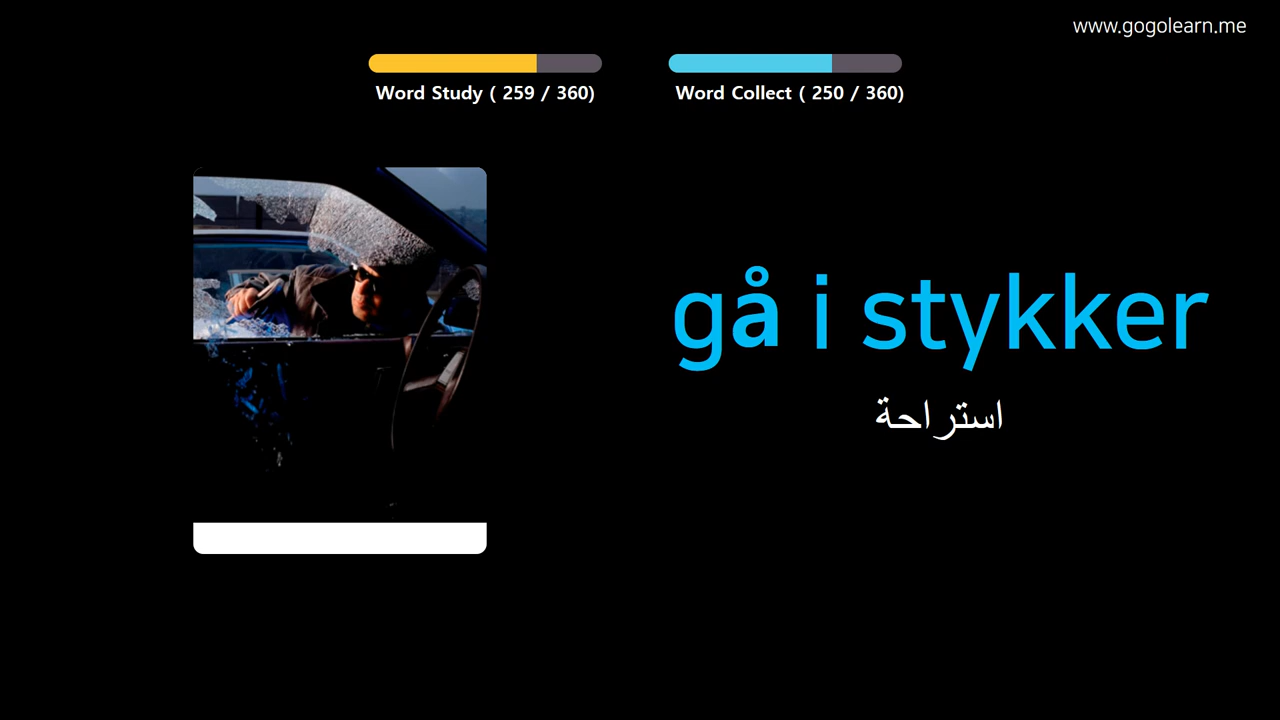 www.gogolearn.me
Word Study ( 259 / 360)
Word Collect ( 250 / 360)
gå i stykker
استراحة